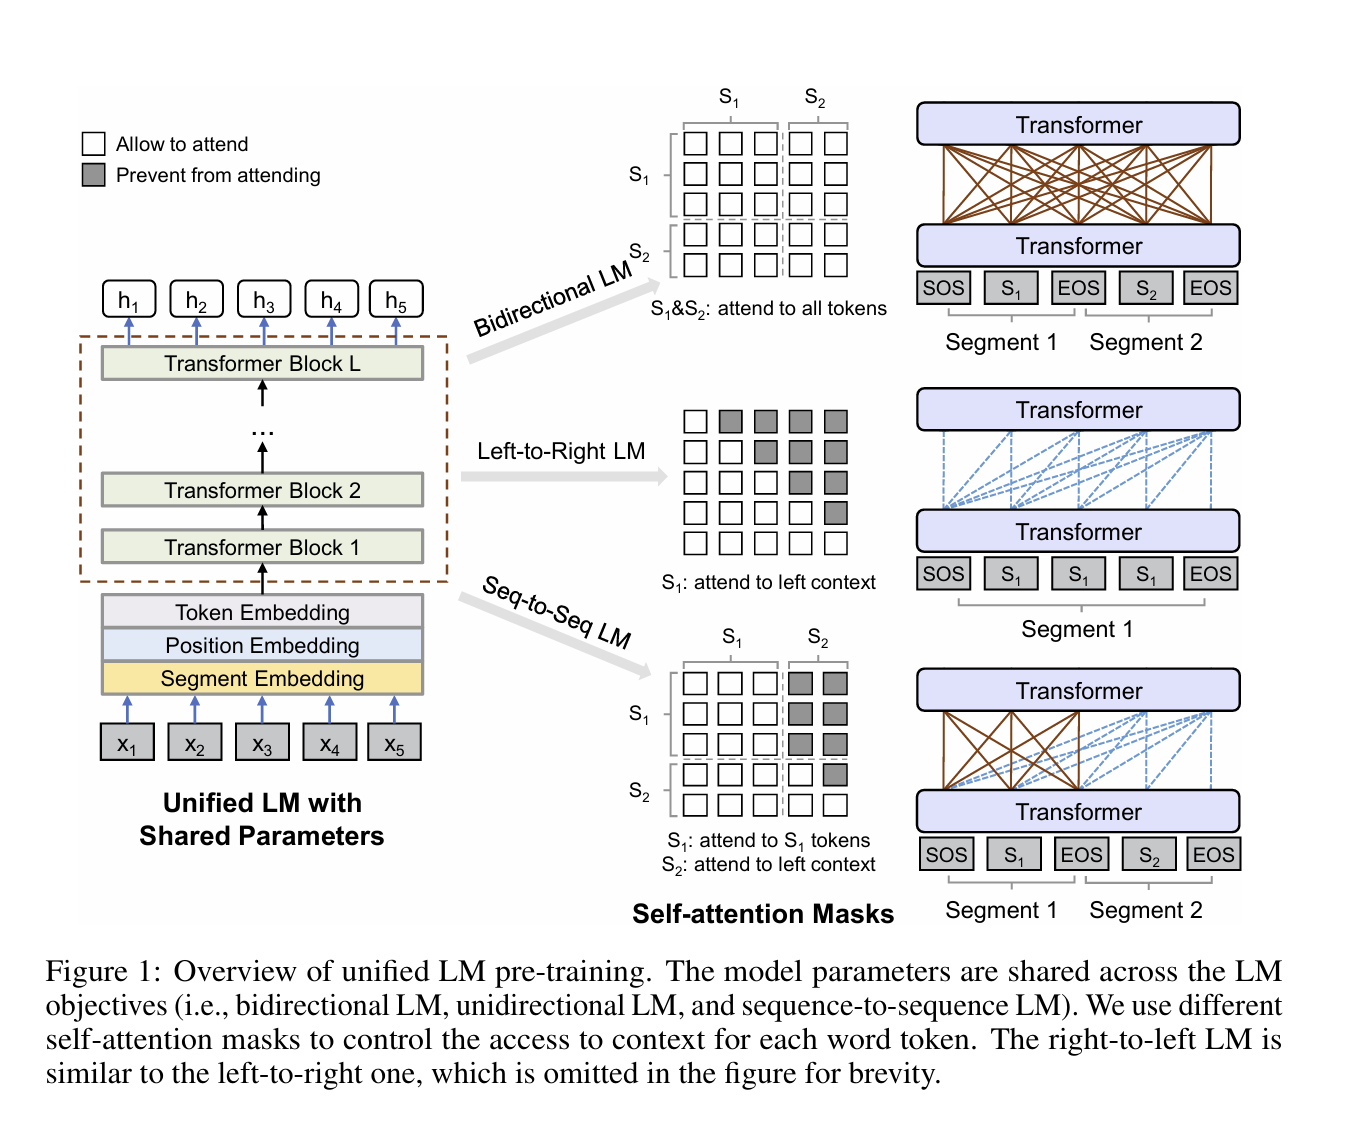 Allow to attend
Prevent from attending
h1 h2 h3 h4 h5
Transformer Block L
...
Transformer Block 2
Transformer Block 1
Token Embedding
Position Embedding
Segment Embedding
x1 x2 x3 x4 x5
Unified LM with
Shared Parameters
Bidirectional LM
Left-to-Right LM
Seq-to-Seq LM
S1 S2
S1
S2
S1&S2: attend to all tokens
Transformer
Transformer
SOS S1 EOS S2 EOS
Segment 1 Segment 2
S1: attend to left context
Transformer
Transformer
SOS S1 S1 S1 EOS
Segment 1
S1 S2
S1
S2
S1: attend to S1 tokens
S2: attend to left context
Transformer
Transformer
SOS S1 EOS S2 EOS
Segment 1 Segment 2
Self-attention Masks
Figure 1: Overview of unified LM pre-training. The model parameters are shared across the LM
objectives (i.e., bidirectional LM, unidirectional LM, and sequence-to-sequence LM). We use different
self-attention masks to control the access to context for each word token. The right-to-left LM is
similar to the left-to-right one, which is omitted in the figure for brevity.